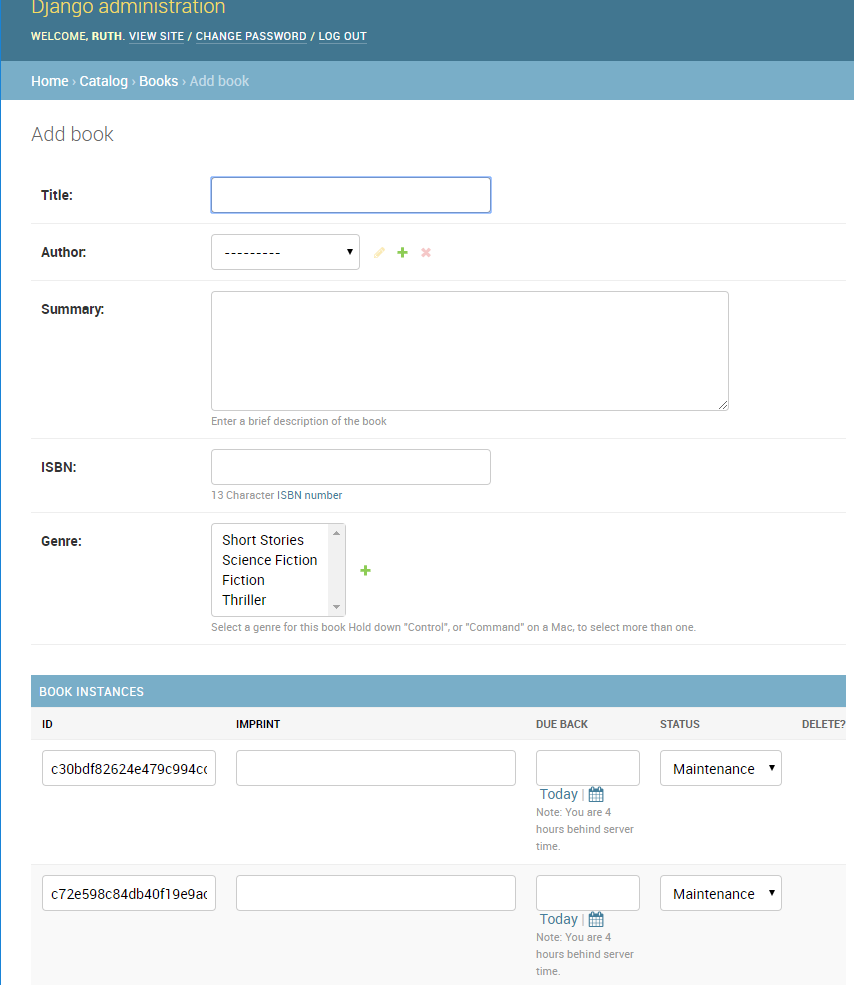 Django administration
WELCOME, RUTH. VIEW SITE / CHANGE PASSWORD / LOG OUT
Home › Catalog › Books › Add book
Add book
Title:
Author: ---------
Summary:
Enter a brief description of the book
ISBN:
13 Character ISBN number
Genre:
Short Stories
Science Fiction
Fiction
Thriller
Select a genre for this book Hold down "Control", or "Command" on a Mac, to select more than one.
BOOK INSTANCES
ID IMPRINT DUE BACK STATUS DELETE?
c30bdf82624e479c994cc Maintenance
Today |
Note: You are 4
hours behind server
time.
c72e598c84db40f19e9ac Maintenance
Today |
Note: You are 4
hours behind server
time.